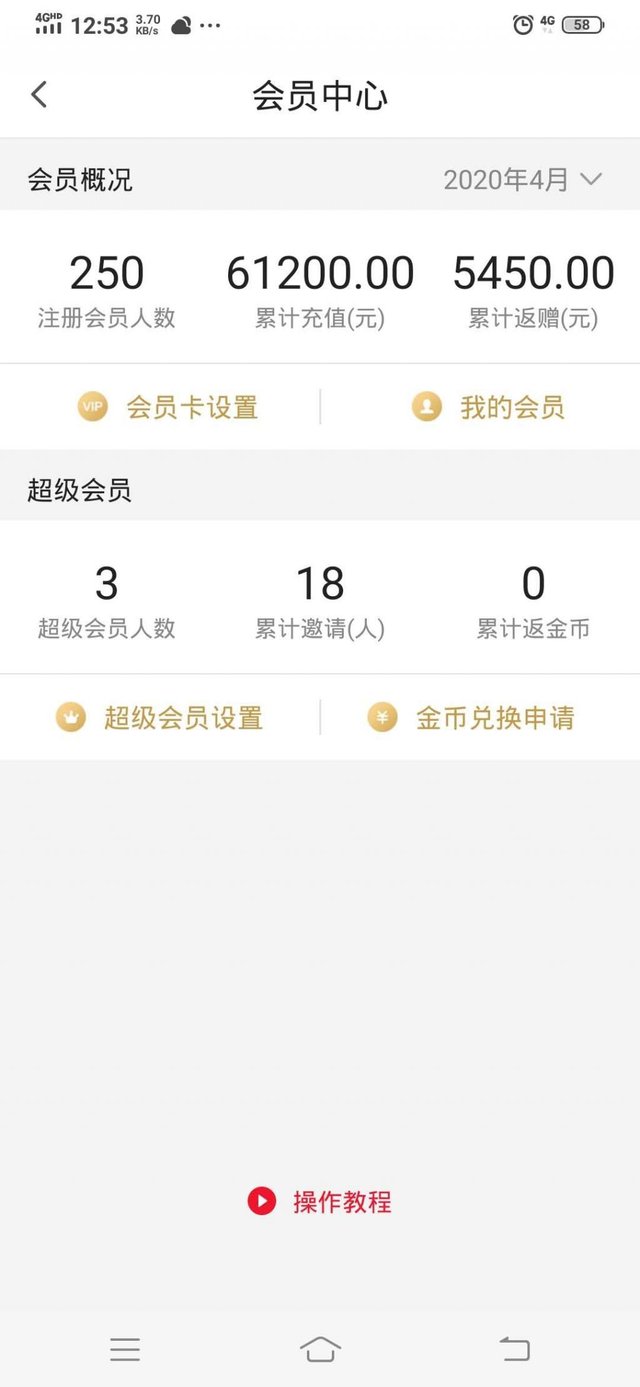 4GHD 12:53 3.70 KB/s ··· 4G 58
会员中心
会员概况 2020年4月
250 61200.00 5450.00
注册会员人数 累计充值(元) 累计返赠(元)
VIP 会员卡设置 我的会员
超级会员
3 18 0
超级会员人数 累计邀请(人) 累计返金币
超级会员设置 ¥ 金币兑换申请
操作教程